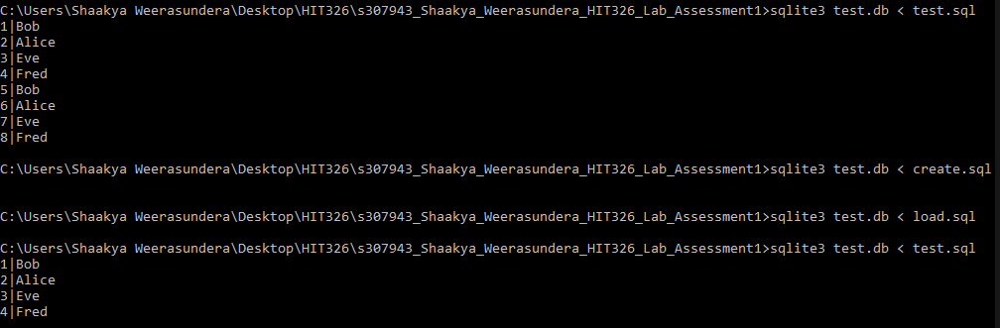 C:\Users\Shaakya Weerasundera\Desktop\HIT326\s307943_Shaakya_Weerasundera_HIT326_Lab_Assessment1>sqlite3 test.db < test.sql
1|Bob
2|Alice
3|Eve
4|Fred
5|Bob
6|Alice
7|Eve
8|Fred
C:\Users\Shaakya Weerasundera\Desktop\HIT326\s307943_Shaakya_Weerasundera_HIT326_Lab_Assessment1>sqlite3 test.db < create.sql
C:\Users\Shaakya Weerasundera\Desktop\HIT326\s307943_Shaakya_Weerasundera_HIT326_Lab_Assessment1>sqlite3 test.db < load.sql
C:\Users\Shaakya Weerasundera\Desktop\HIT326\s307943_Shaakya_Weerasundera_HIT326_Lab_Assessment1>sqlite3 test.db < test.sql
1|Bob
2|Alice
3|Eve
4|Fred